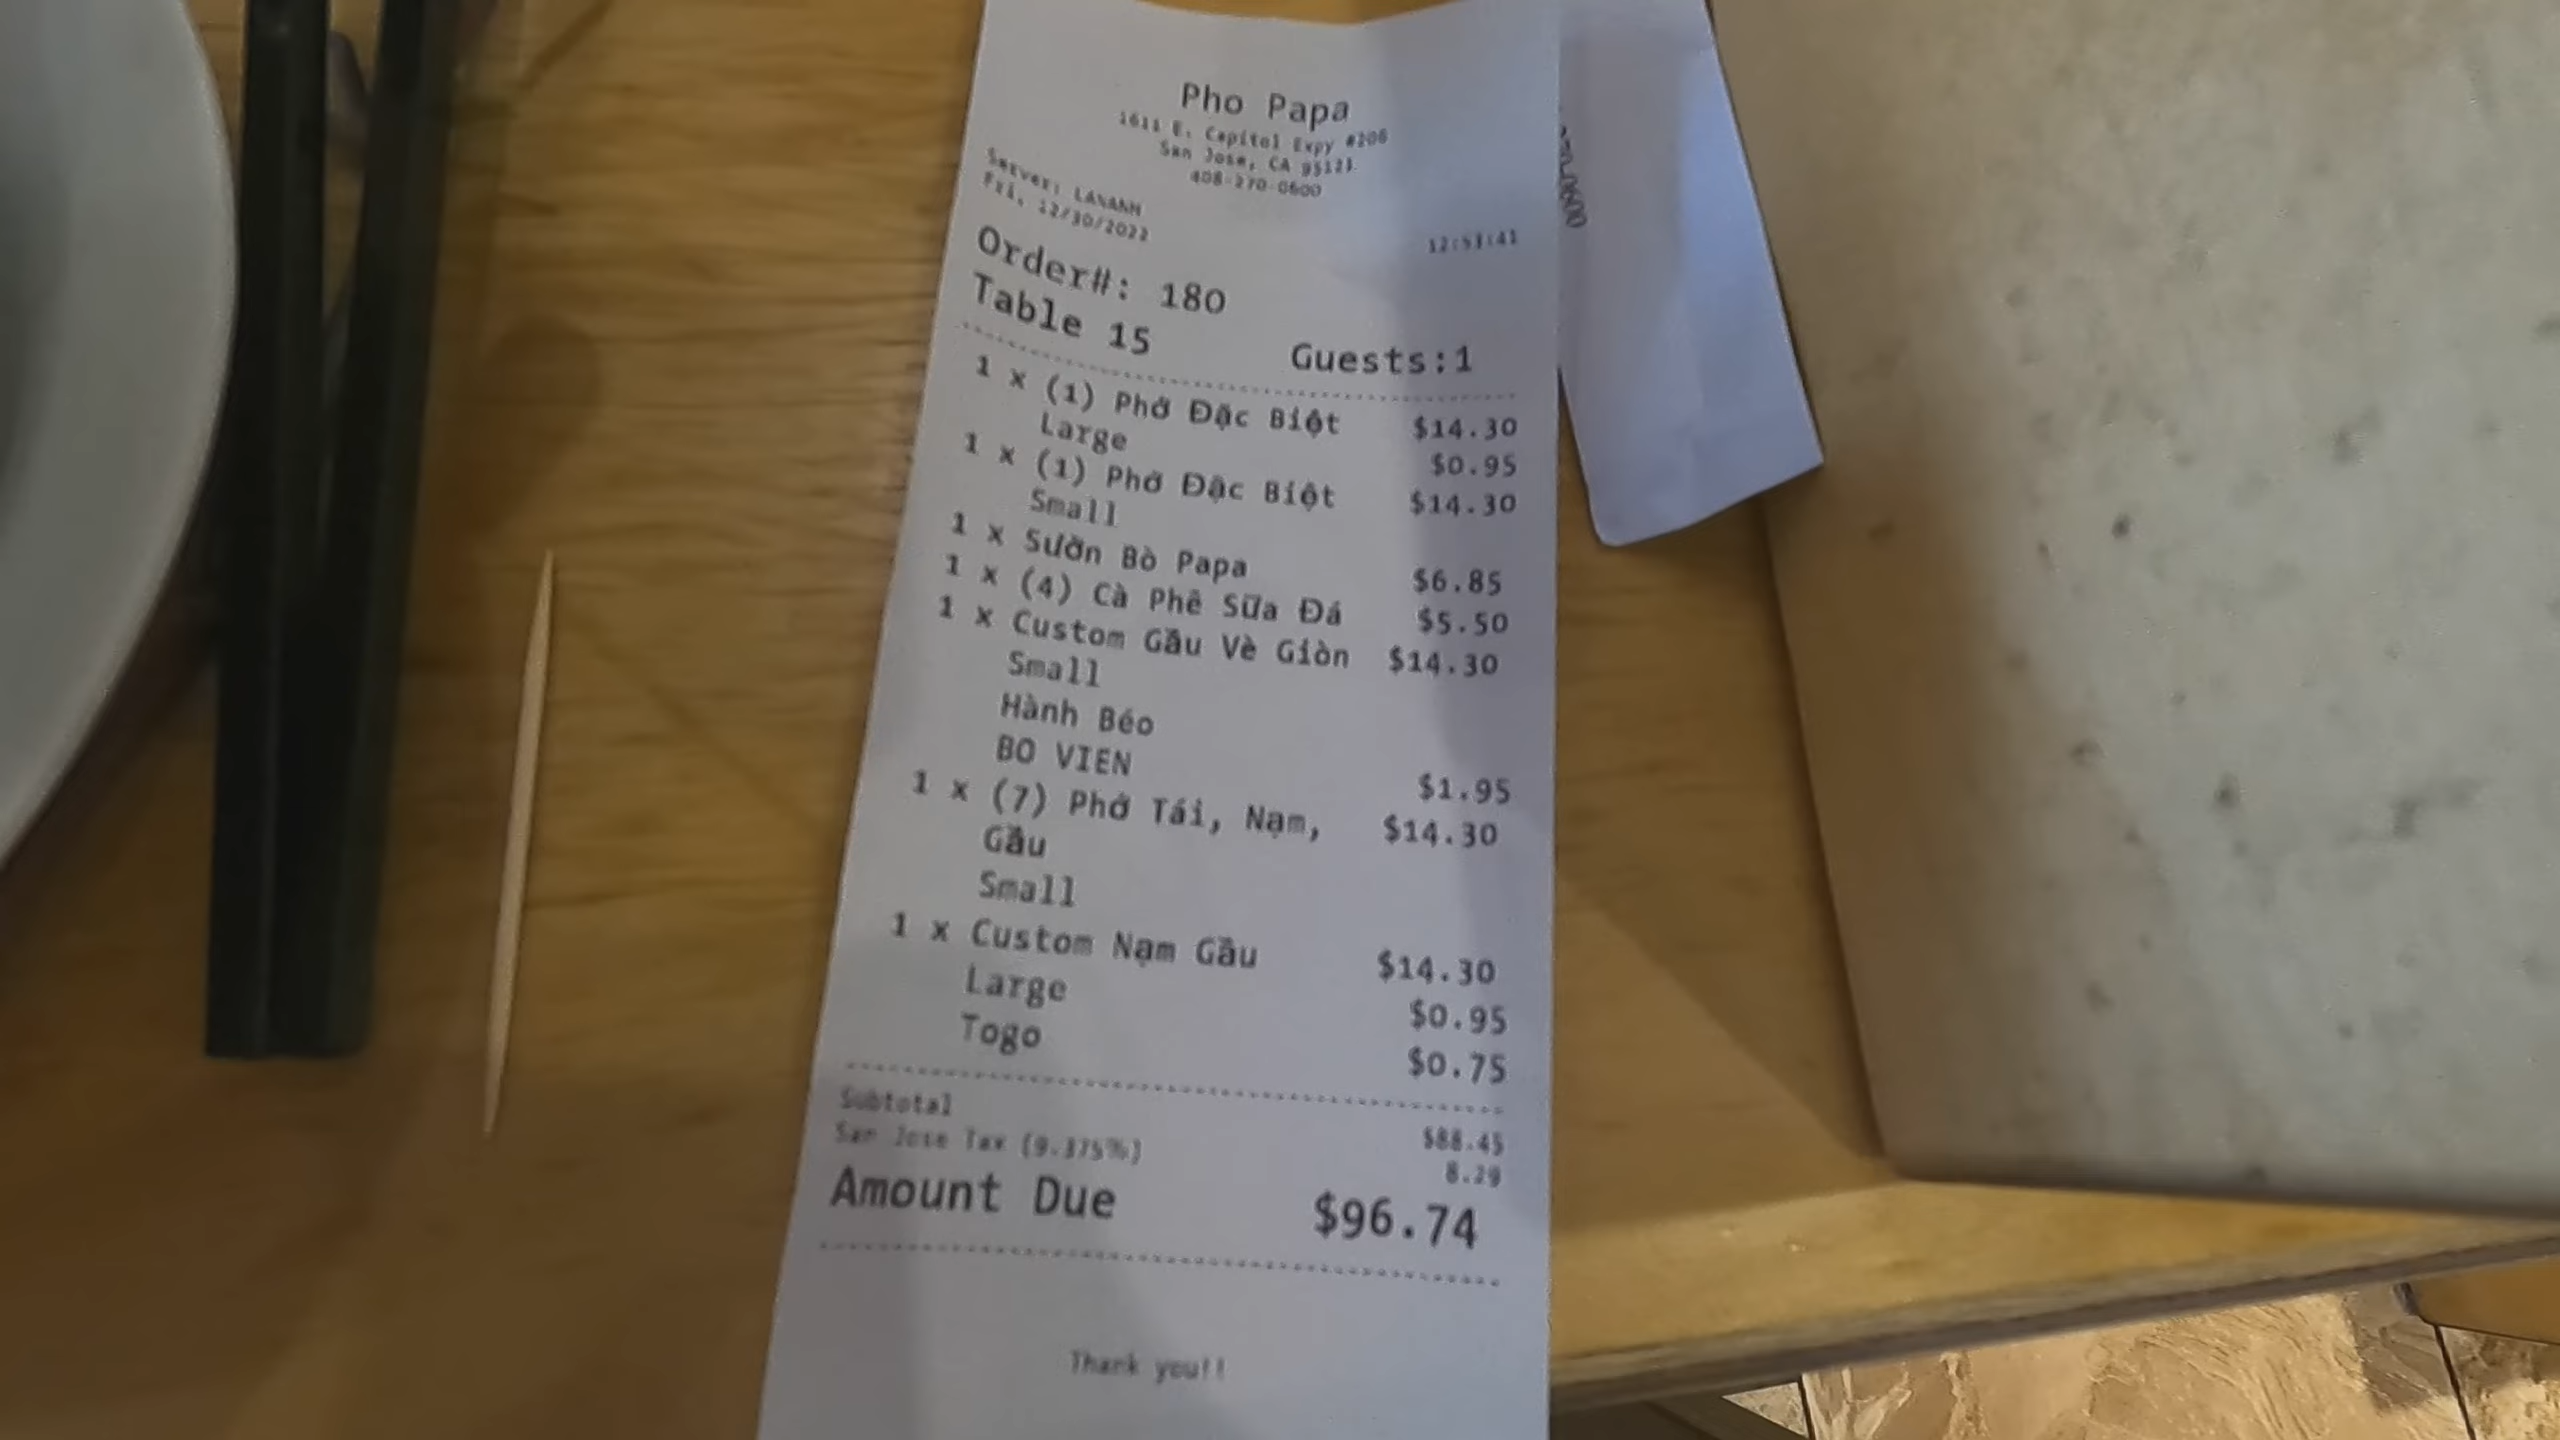 Pho Papa
1611 E. Capitol Expy #208
San Jose, CA 95121
408-270-0600
Server: LANANH
Fri, 12/30/2022 12:53:41
Order#: 180
Table 15 Guests:1
1 x (1) Phở Đặc Biệt $14.30
Large $0.95
1 x (1) Phở Đặc Biệt $14.30
Small
1 x Sườn Bò Papa $6.85
1 x (4) Cà Phê Sữa Đá $5.50
1 x Custom Gầu Vè Giòn $14.30
Small
Hành Béo
BO VIEN $1.95
1 x (7) Phở Tái, Nạm, $14.30
Gầu
Small
1 x Custom Nạm Gầu $14.30
Large $0.95
Togo $0.75
Subtotal $88.45
San Jose Tax (9.375%) 8.29
Amount Due $96.74
Thank you!!